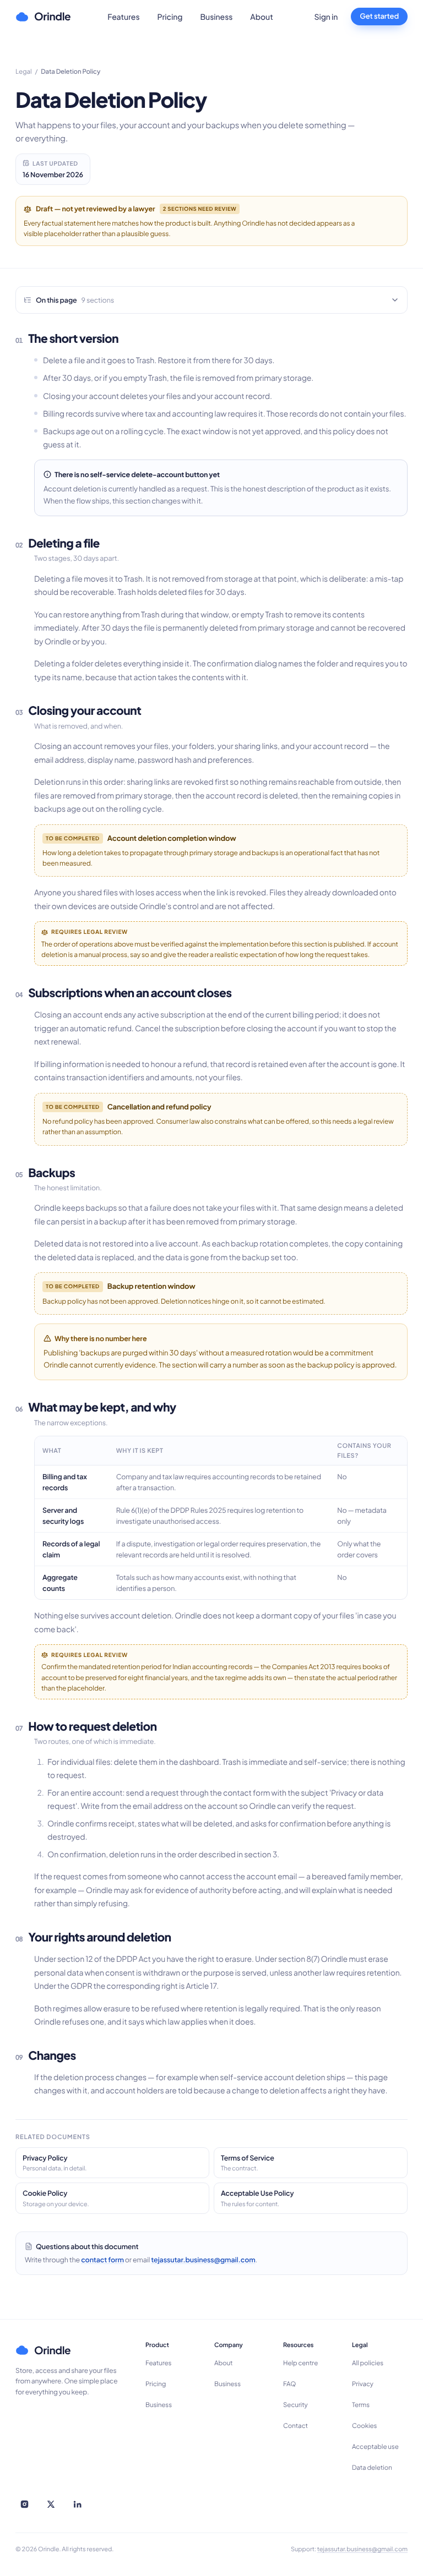 Orindle
Features
Pricing
Business
About
Sign in
Get started
Legal / Data Deletion Policy
Data Deletion Policy
What happens to your files, your account and your backups when you delete something —
or everything.
LAST UPDATED
16 November 2026
Draft — not yet reviewed by a lawyer
2 SECTIONS NEED REVIEW
Every factual statement here matches how the product is built. Anything Orindle has not decided appears as a
visible placeholder rather than a plausible guess.
On this page 9 sections
01 The short version
Delete a file and it goes to Trash. Restore it from there for 30 days.
After 30 days, or if you empty Trash, the file is removed from primary storage.
Closing your account deletes your files and your account record.
Billing records survive where tax and accounting law requires it. Those records do not contain your files.
Backups age out on a rolling cycle. The exact window is not yet approved, and this policy does not
guess at it.
There is no self-service delete-account button yet
Account deletion is currently handled as a request. This is the honest description of the product as it exists.
When the flow ships, this section changes with it.
02 Deleting a file
Two stages, 30 days apart.
Deleting a file moves it to Trash. It is not removed from storage at that point, which is deliberate: a mis-tap
should be recoverable. Trash holds deleted files for 30 days.
You can restore anything from Trash during that window, or empty Trash to remove its contents
immediately. After 30 days the file is permanently deleted from primary storage and cannot be recovered
by Orindle or by you.
Deleting a folder deletes everything inside it. The confirmation dialog names the folder and requires you to
type its name, because that action takes the contents with it.
03 Closing your account
What is removed, and when.
Closing an account removes your files, your folders, your sharing links, and your account record — the
email address, display name, password hash and preferences.
Deletion runs in this order: sharing links are revoked first so nothing remains reachable from outside, then
files are removed from primary storage, then the account record is deleted, then the remaining copies in
backups age out on the rolling cycle.
TO BE COMPLETED Account deletion completion window
How long a deletion takes to propagate through primary storage and backups is an operational fact that has not
been measured.
Anyone you shared files with loses access when the link is revoked. Files they already downloaded onto
their own devices are outside Orindle's control and are not affected.
REQUIRES LEGAL REVIEW
The order of operations above must be verified against the implementation before this section is published. If account
deletion is a manual process, say so and give the reader a realistic expectation of how long the request takes.
04 Subscriptions when an account closes
Closing an account ends any active subscription at the end of the current billing period; it does not
trigger an automatic refund. Cancel the subscription before closing the account if you want to stop the
next renewal.
If billing information is needed to honour a refund, that record is retained even after the account is gone. It
contains transaction identifiers and amounts, not your files.
TO BE COMPLETED Cancellation and refund policy
No refund policy has been approved. Consumer law also constrains what can be offered, so this needs a legal review
rather than an assumption.
05 Backups
The honest limitation.
Orindle keeps backups so that a failure does not take your files with it. That same design means a deleted
file can persist in a backup after it has been removed from primary storage.
Deleted data is not restored into a live account. As each backup rotation completes, the copy containing
the deleted data is replaced, and the data is gone from the backup set too.
TO BE COMPLETED Backup retention window
Backup policy has not been approved. Deletion notices hinge on it, so it cannot be estimated.
Why there is no number here
Publishing 'backups are purged within 30 days' without a measured rotation would be a commitment
Orindle cannot currently evidence. The section will carry a number as soon as the backup policy is approved.
06 What may be kept, and why
The narrow exceptions.
WHAT
WHY IT IS KEPT
CONTAINS YOUR
FILES?
Billing and tax
records
Company and tax law requires accounting records to be retained
after a transaction.
No
Server and
security logs
Rule 6(1)(e) of the DPDP Rules 2025 requires log retention to
investigate unauthorised access.
No — metadata
only
Records of a legal
claim
If a dispute, investigation or legal order requires preservation, the
relevant records are held until it is resolved.
Only what the
order covers
Aggregate
counts
Totals such as how many accounts exist, with nothing that
identifies a person.
No
Nothing else survives account deletion. Orindle does not keep a dormant copy of your files 'in case you
come back'.
REQUIRES LEGAL REVIEW
Confirm the mandated retention period for Indian accounting records — the Companies Act 2013 requires books of
account to be preserved for eight financial years, and the tax regime adds its own — then state the actual period rather
than the placeholder.
07 How to request deletion
Two routes, one of which is immediate.
1. For individual files: delete them in the dashboard. Trash is immediate and self-service; there is nothing
to request.
2. For an entire account: send a request through the contact form with the subject 'Privacy or data
request'. Write from the email address on the account so Orindle can verify the request.
3. Orindle confirms receipt, states what will be deleted, and asks for confirmation before anything is
destroyed.
4. On confirmation, deletion runs in the order described in section 3.
If the request comes from someone who cannot access the account email — a bereaved family member,
for example — Orindle may ask for evidence of authority before acting, and will explain what is needed
rather than simply refusing.
08 Your rights around deletion
Under section 12 of the DPDP Act you have the right to erasure. Under section 8(7) Orindle must erase
personal data when consent is withdrawn or the purpose is served, unless another law requires retention.
Under the GDPR the corresponding right is Article 17.
Both regimes allow erasure to be refused where retention is legally required. That is the only reason
Orindle refuses one, and it says which law applies when it does.
09 Changes
If the deletion process changes — for example when self-service account deletion ships — this page
changes with it, and account holders are told because a change to deletion affects a right they have.
RELATED DOCUMENTS
Privacy Policy
Personal data, in detail.
Terms of Service
The contract.
Cookie Policy
Storage on your device.
Acceptable Use Policy
The rules for content.
Questions about this document
Write through the contact form or email tejassutar.business@gmail.com.
Orindle
Store, access and share your files
from anywhere. One simple place
for everything you keep.
Product
Features
Pricing
Business
Company
About
Business
Resources
Help centre
FAQ
Security
Contact
Legal
All policies
Privacy
Terms
Cookies
Acceptable use
Data deletion
© 2026 Orindle. All rights reserved.
Support: tejassutar.business@gmail.com